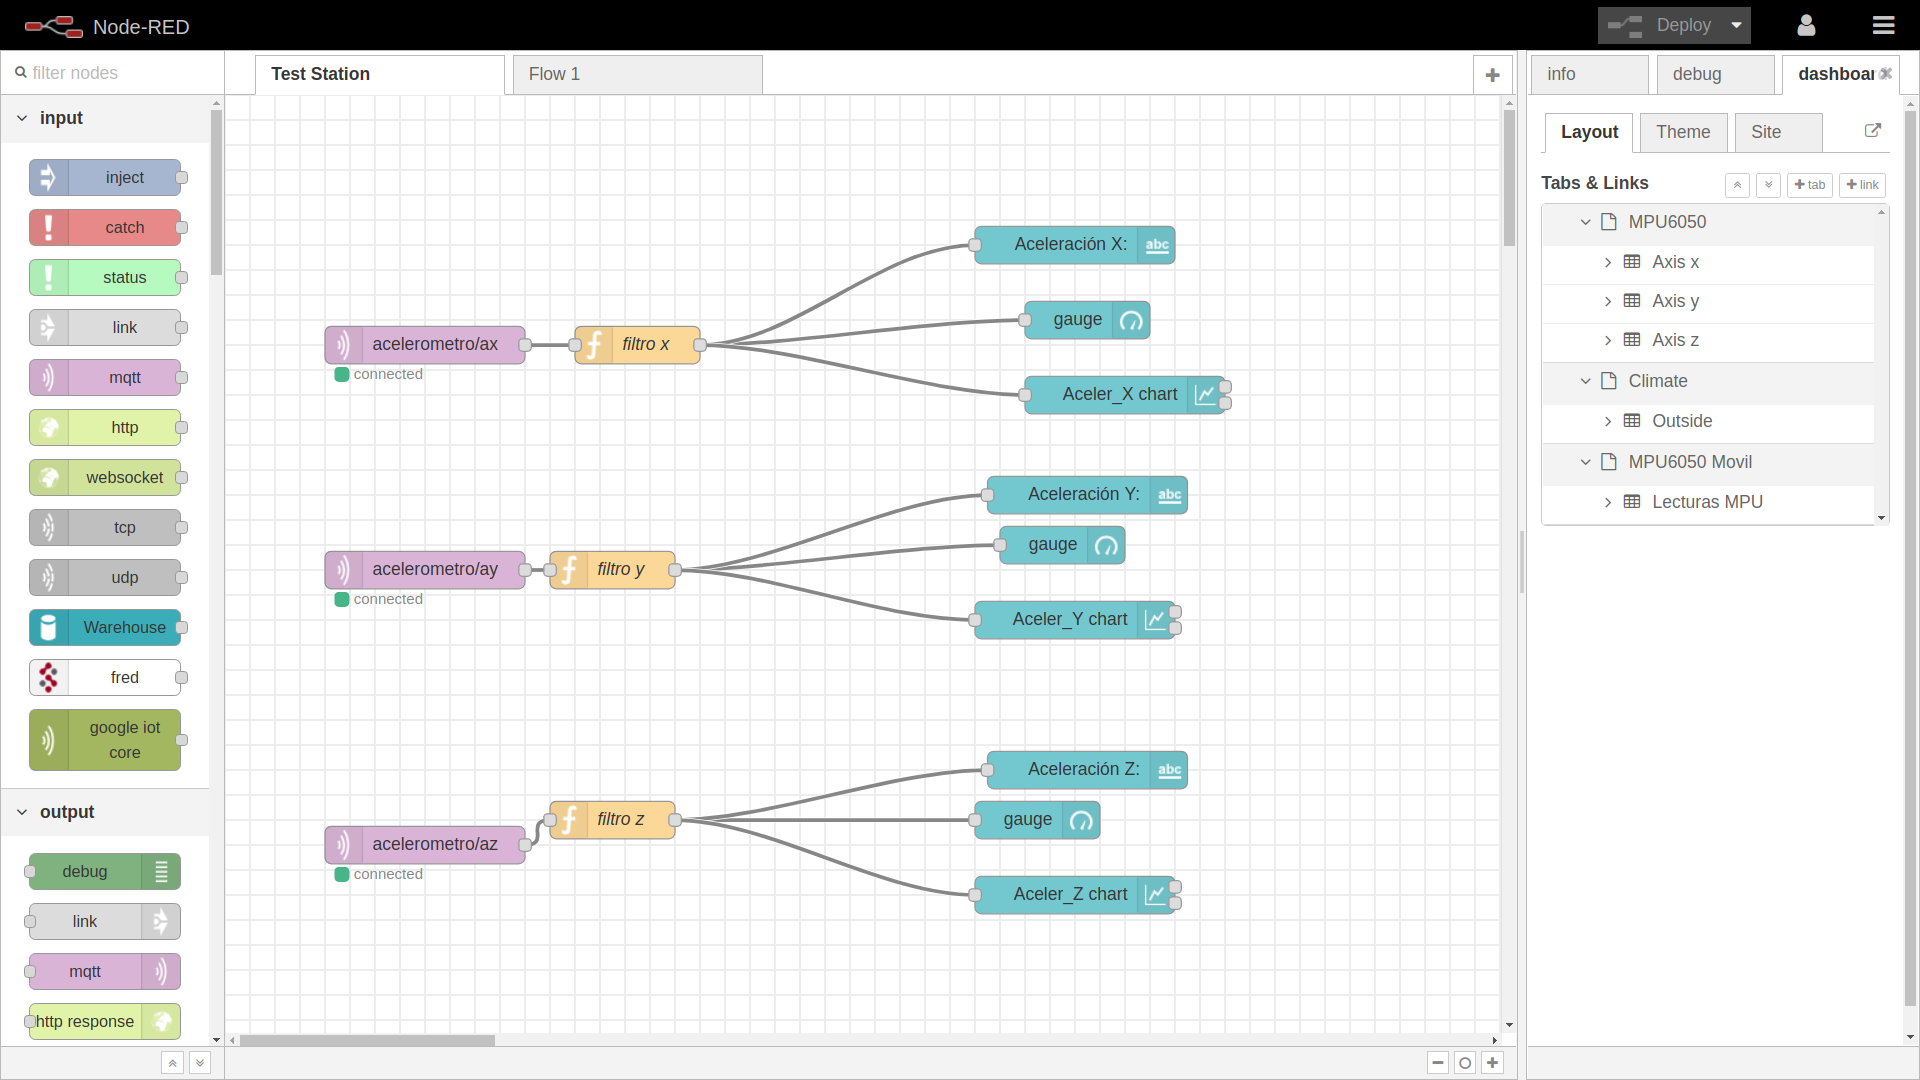 Node-RED
Deploy
filter nodes
input
inject
catch
status
link
mqtt
http
websocket
tcp
udp
Warehouse
fred
google iot
core
output
debug
link
mqtt
http response
Test Station
Flow 1
acelerometro/ax
connected
filtro x
Aceleración X:
abc
gauge
Aceler_X chart
acelerometro/ay
connected
filtro y
Aceleración Y:
abc
gauge
Aceler_Y chart
acelerometro/az
connected
filtro z
Aceleración Z:
abc
gauge
Aceler_Z chart
info
debug
dashboar
Layout
Theme
Site
Tabs & Links
tab
link
MPU6050
Axis x
Axis y
Axis z
Climate
Outside
MPU6050 Movil
Lecturas MPU